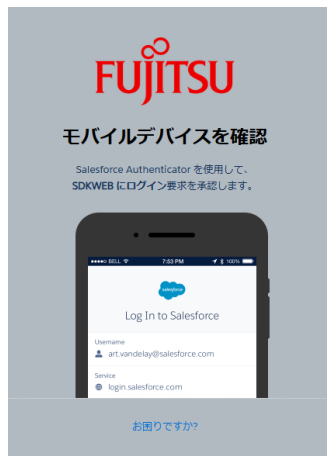 FUJITSU
モバイルデバイスを確認
Salesforce Authenticator を使用して、
SDKWEB にログイン要求を承認します。
BELL 7:53 PM 100%
salesforce
Log In to Salesforce
Username
art.vandelay@salesforce.com
Service
login.salesforce.com
お困りですか?